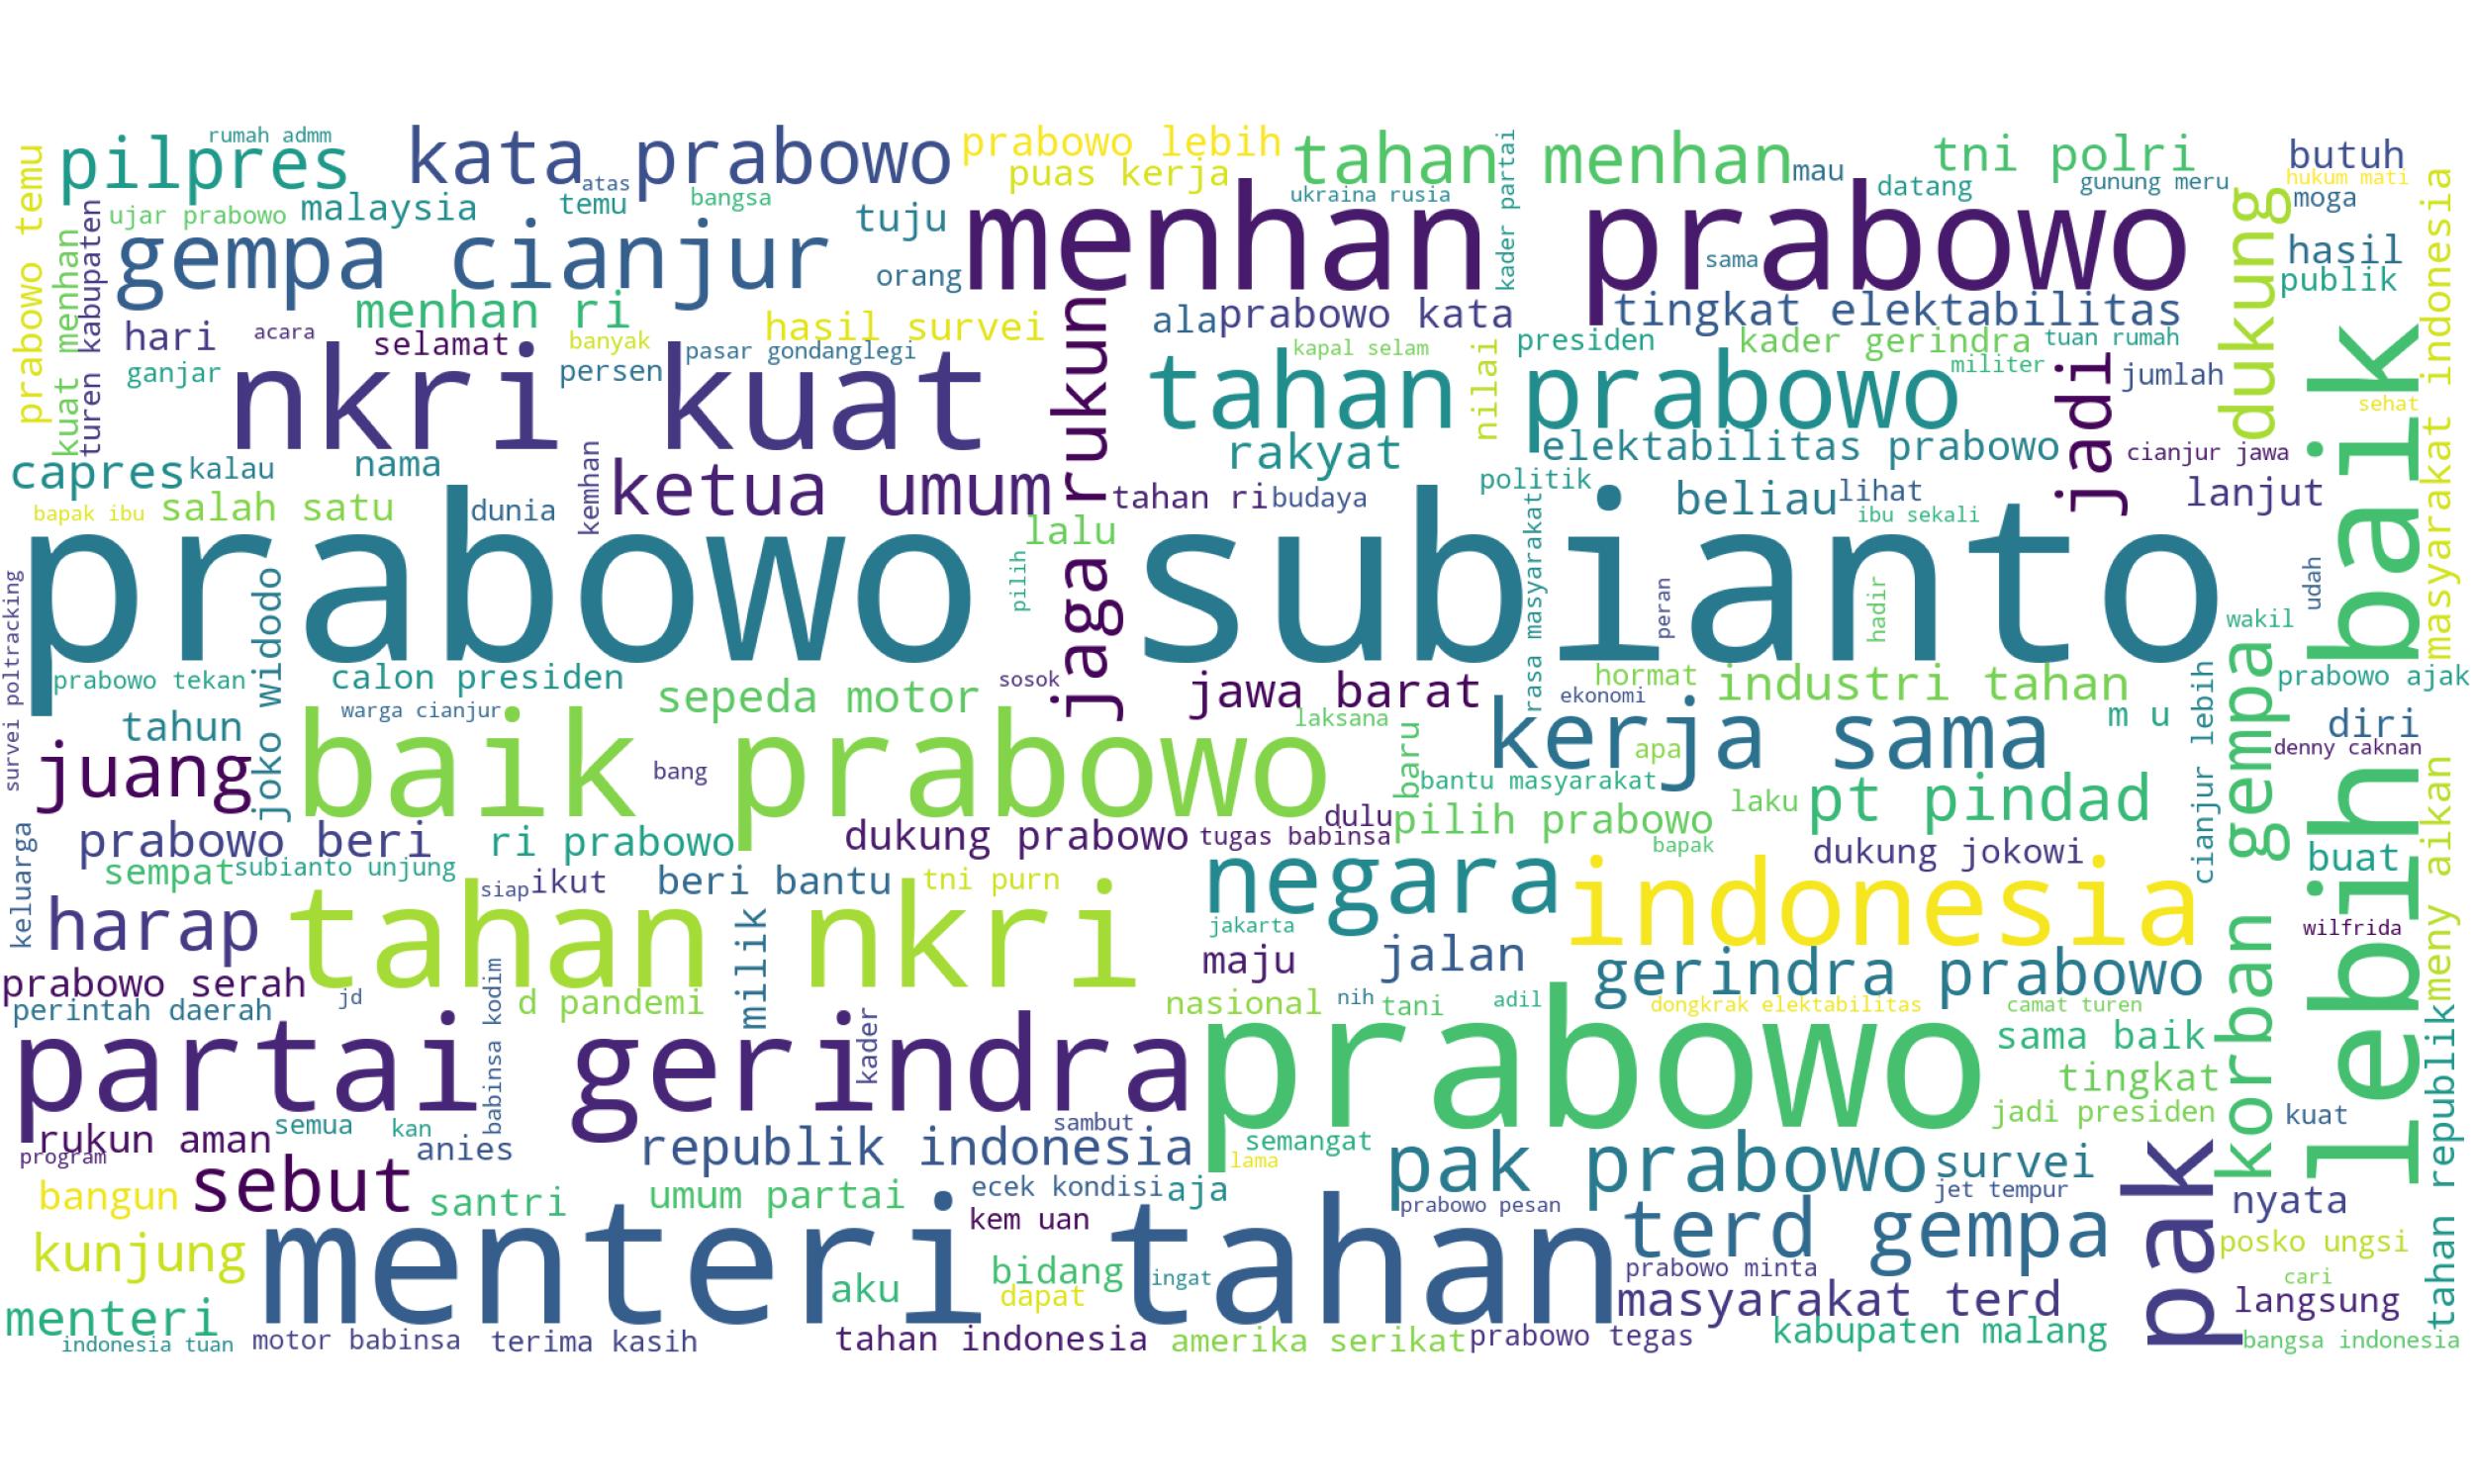 rumah admm
pilpres
kata prabowo
prabowo lebih
puas kerja
tahan menhan
kader partai
mau
tni polri
butuh
hukum mati
datang
gunung meru
moga
prabowo temu
kuat menhan
turen kabupaten
ujar prabowo
malaysia
atas
temu
bangsa
tuju
ukraina rusia
menhan prabowo
sama
dukung
hasil
publik
masyarakat indonesia
gempa cianjur
orang
menhan ri
hari
acara
selamat
banyak
hasil survei
ala
prabowo kata
tingkat elektabilitas
ganjar
nkri kuat
persen
pasar gondanglegi
jaga rukun
kapal selam
presiden
kader gerindra
tuan rumah
tahan prabowo
nilai
militer
jadi
jumlah
sehat
lebih baik
rakyat
elektabilitas prabowo
cianjur jawa
capres
kalau
nama
kemhan
ketua umum
tahan ri
budaya
politik
beliau
lihat
lanjut
bapak ibu
salah satu
dunia
lalu
ibu sekali
prabowo subianto
pilih
rasa masyarakat
peran
hadir
udah
wakil
survei poltracking
joko widodo
prabowo tekan
calon presiden
sosok
sepeda motor
jawa barat
hormat
ekonomi
industri tahan
cianjur lebih
korban gempa
prabowo ajak
tahun
warga cianjur
laksana
baru
kerja sama
apa
m u
diri
denny caknan
juang
baik prabowo
bang
bantu masyarakat
laku
pt pindad
meny aikan
prabowo beri
ri prabowo
dukung prabowo
dulu
tugas babinsa
pilih prabowo
bapak
dukung jokowi
buat
keluarga
sempat
subianto unjung
siap
ikut
beri bantu
tni purn
negara
indonesia
harap
tahan nkri
milik
jakarta
maju
jalan
gerindra prabowo
wilfrida
prabowo serah
jd
babinsa kodim
d pandemi
nasional
nih
tani
adil
dongkrak elektabilitas
camat turen
perintah daerah
partai gerindra
kader
prabowo
sama baik
tingkat
tahan republik
jadi presiden
kuat
rukun aman
semua
kan
anies
sambut
republik indonesia
semangat
lama
program
pak prabowo
survei
pak
bangun
sebut
santri
umum partai
ecek kondisi
aja
prabowo pesan
jet tempur
nyata
kem uan
kunjung
menteri tahan
terd gempa
posko ungsi
aku
bidang
dapat
ingat
prabowo minta
cari
menteri
masyarakat terd
langsung
indonesia tuan
motor babinsa
terima kasih
tahan indonesia
amerika serikat
prabowo tegas
kabupaten malang
bangsa indonesia